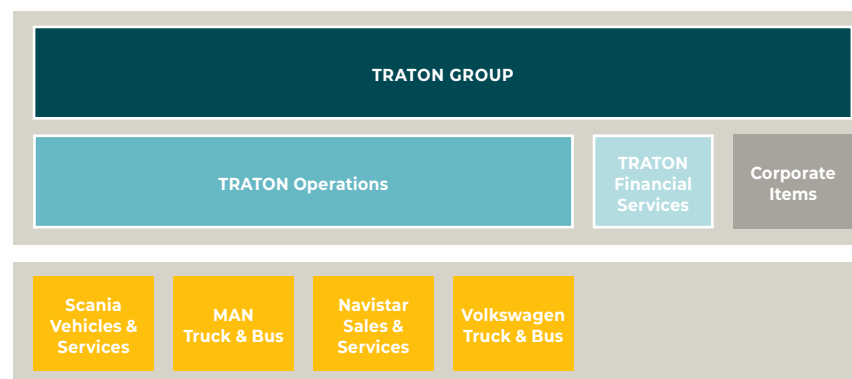 TRATON GROUP
TRATON Operations
TRATON
Financial
Services
Corporate
Items
Scania
Vehicles &
Services
MAN
Truck & Bus
Navistar
Sales &
Services
Volkswagen
Truck & Bus